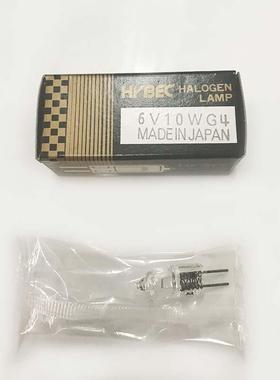 HYBEC HALOGEN
LAMP
6V10WG4
MADE IN JAPAN